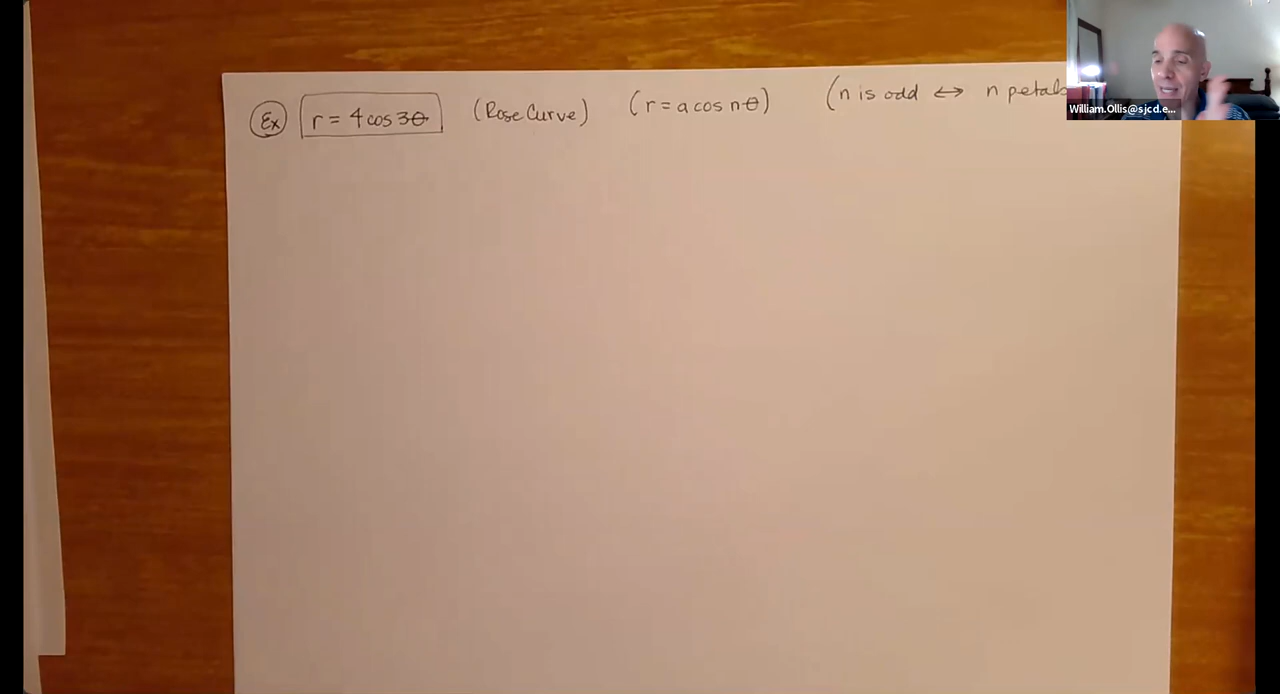 Ex r = 4 cos 3θ (Rose Curve) (r = a cos nθ) (n is odd ↔ n petals
William.Ollis@sjcd.e...